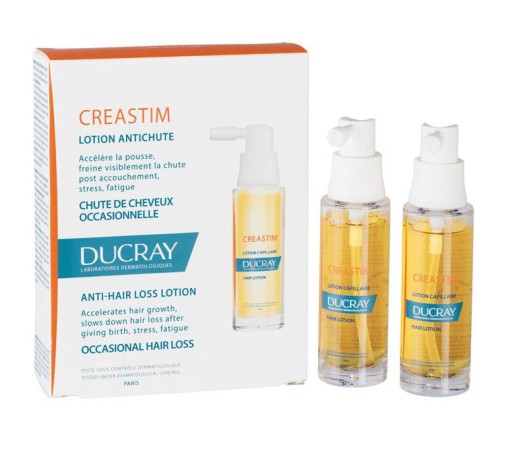 CREASTIM
LOTION ANTICHUTE
Accélère la pousse,
freine visiblement la chute
post accouchement,
stress, fatigue
CHUTE DE CHEVEUX
OCCASIONNELLE
DUCRAY
LABORATOIRES DERMATOLOGIQUES
ANTI-HAIR LOSS LOTION
Accelerates hair growth,
slows down hair loss after
giving birth, stress, fatigue
OCCASIONAL HAIR LOSS
TESTÉ SOUS CONTRÔLE DERMATOLOGIQUE
TESTED UNDER DERMATOLOGICAL CONTROL
PARIS
CREASTIM
LOTION CAPILLAIRE
HAIR LOTION
CREASTIM
LOTION CAPILLAIRE
DUCRAY
HAIR LOTION
CREASTIM
LOTION CAPILLAIRE
DUCRAY
HAIR LOTION